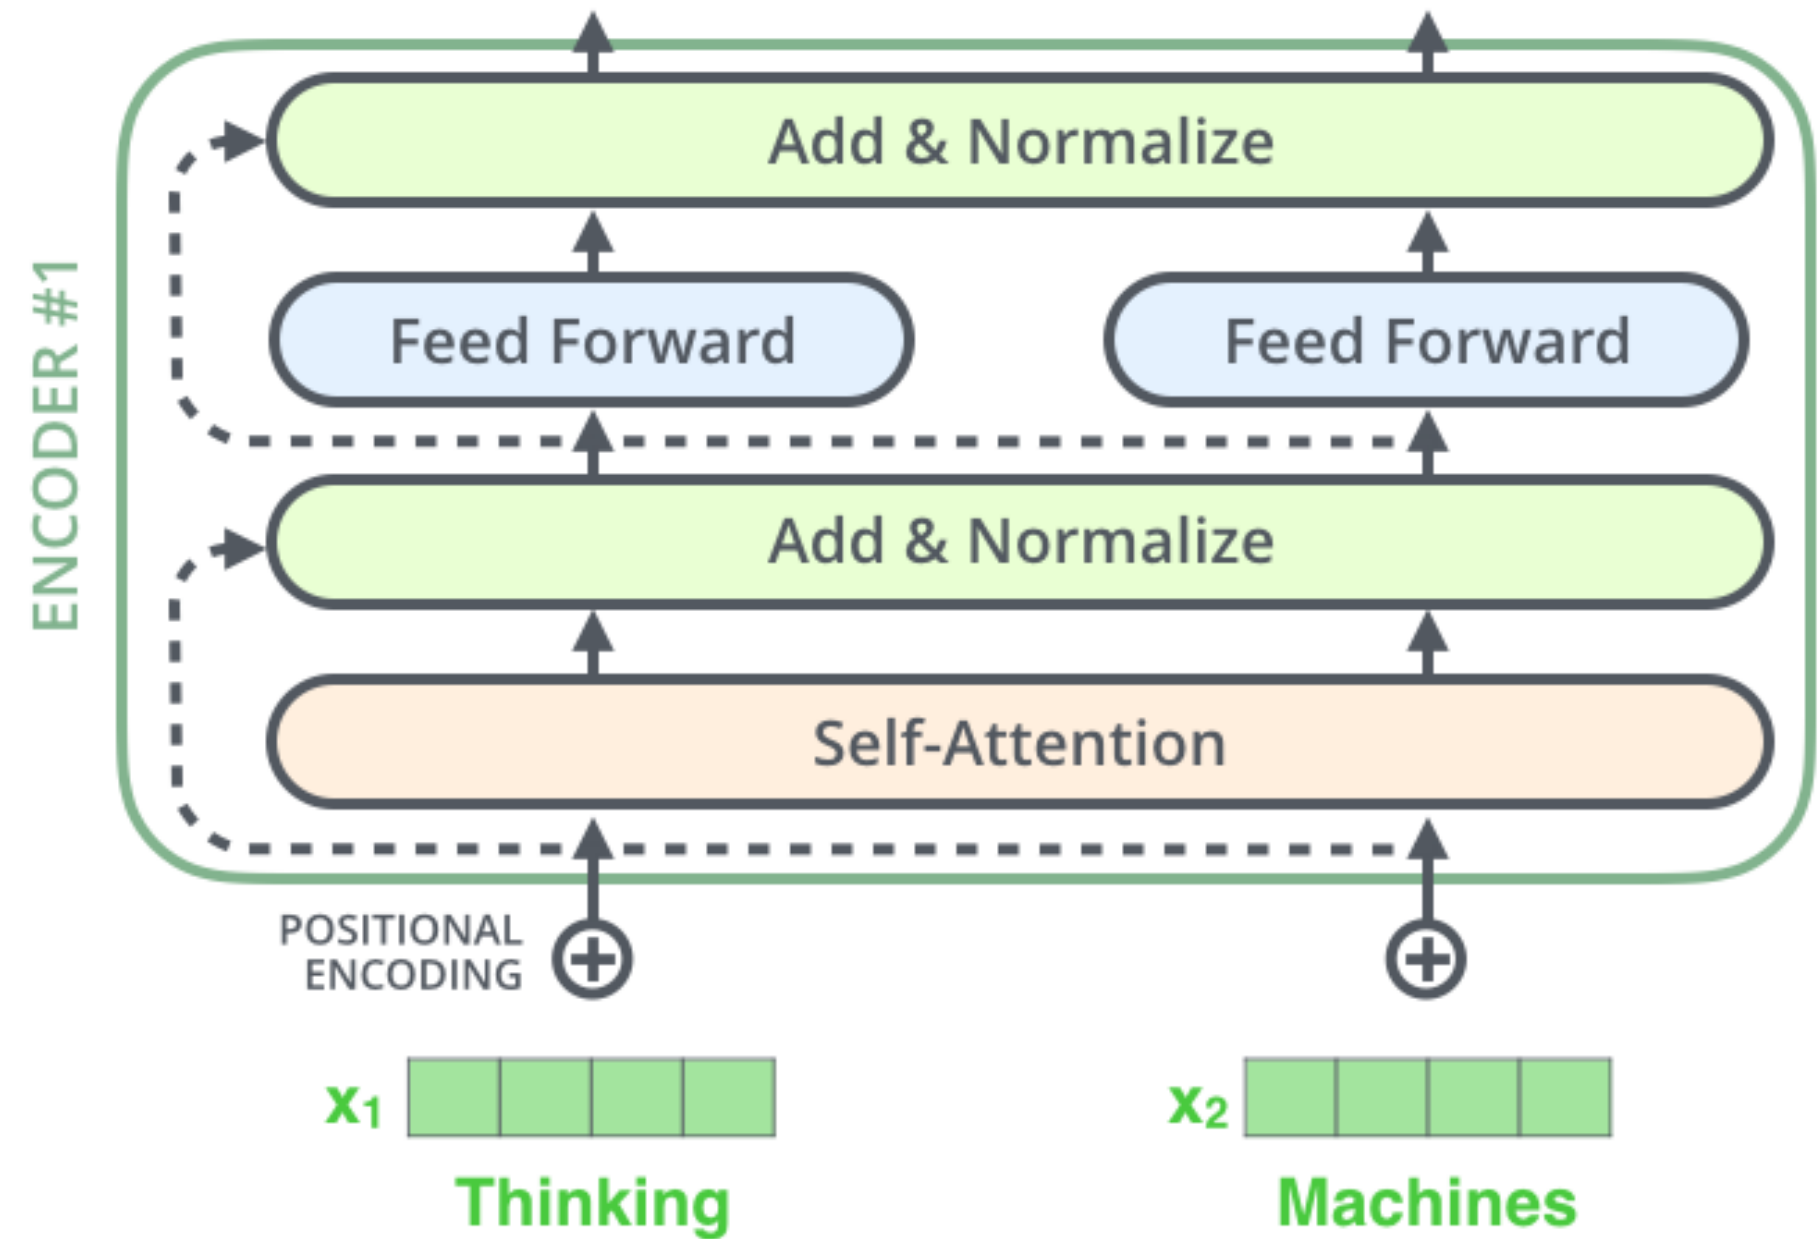 ENCODER #1
Add & Normalize
Feed Forward
Feed Forward
Add & Normalize
Self-Attention
POSITIONAL
ENCODING
x1
x2
Thinking
Machines